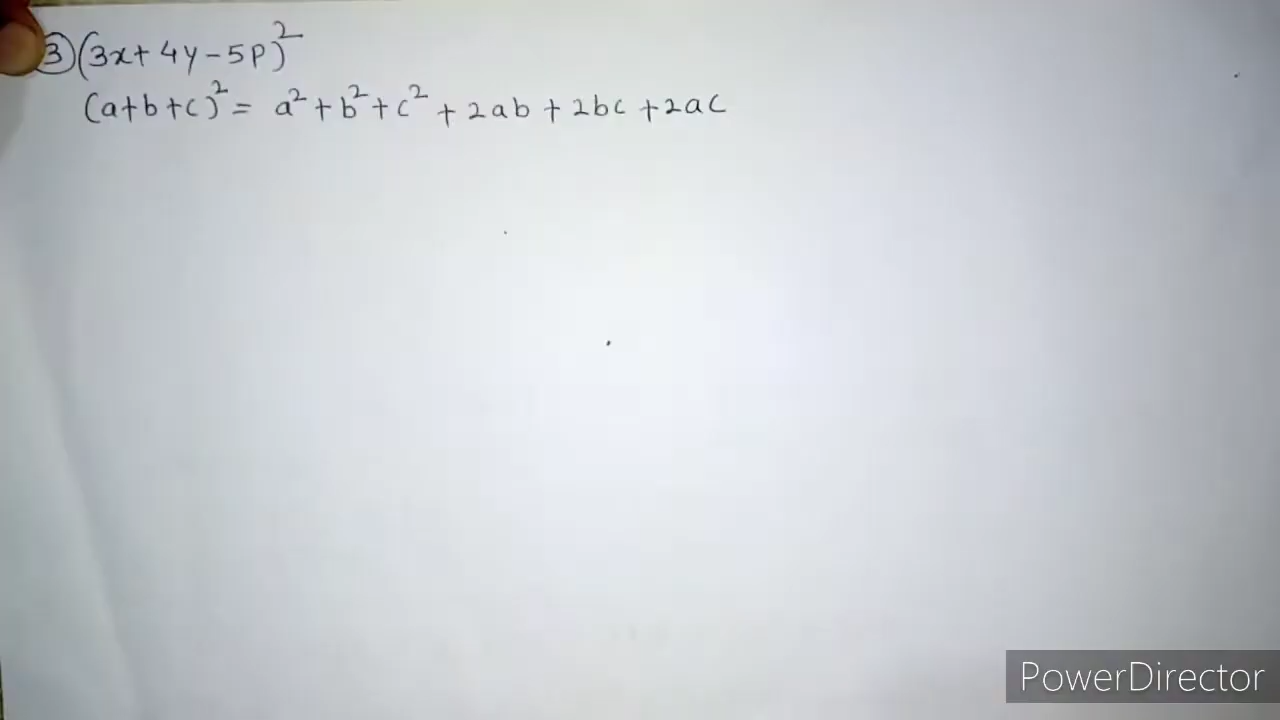 ③ (3x+4y-5p)²
(a+b+c)² = a²+b²+c²+2ab+2bc+2ac
PowerDirector